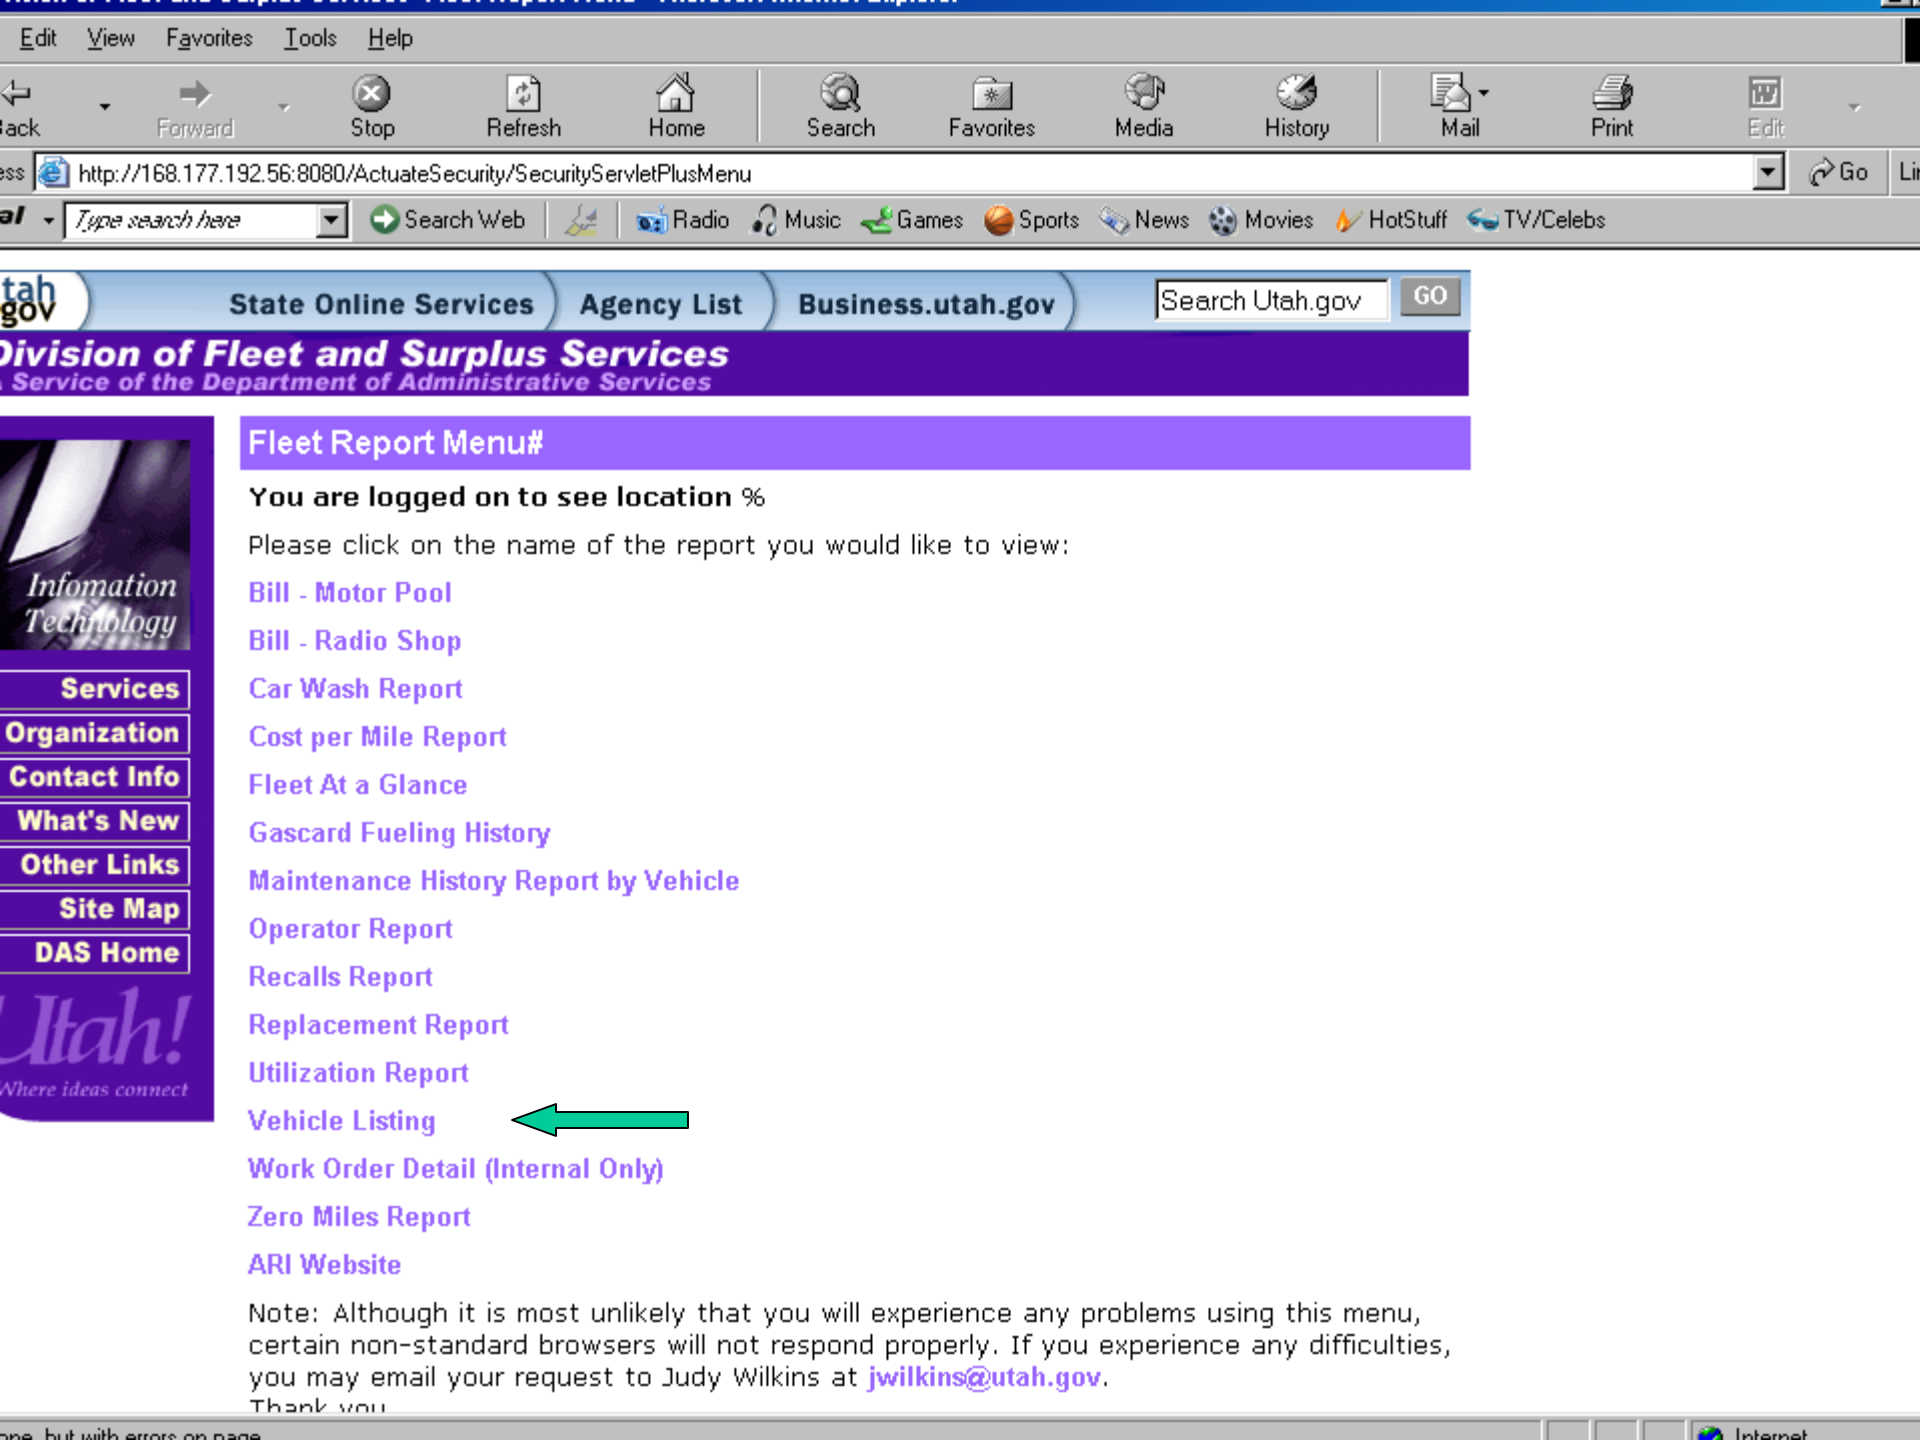 Edit View Favorites Tools Help
Forward Stop Refresh Home Search Favorites Media History Mail Print Edit
http://168.177.192.56:8080/ActuateSecurity/SecurityServletPlusMenu Go
Type search here Search Web Radio Music Games Sports News Movies HotStuff TV/Celebs
tah
gov
State Online Services Agency List Business.utah.gov Search Utah.gov GO
Division of Fleet and Surplus Services
A Service of the Department of Administrative Services
Infomation
Technology
Services
Organization
Contact Info
What's New
Other Links
Site Map
DAS Home
Utah!
Where ideas connect
Fleet Report Menu#
You are logged on to see location %
Please click on the name of the report you would like to view:
Bill - Motor Pool
Bill - Radio Shop
Car Wash Report
Cost per Mile Report
Fleet At a Glance
Gascard Fueling History
Maintenance History Report by Vehicle
Operator Report
Recalls Report
Replacement Report
Utilization Report
Vehicle Listing
Work Order Detail (Internal Only)
Zero Miles Report
ARI Website
Note: Although it is most unlikely that you will experience any problems using this menu,
certain non-standard browsers will not respond properly. If you experience any difficulties,
you may email your request to Judy Wilkins at jwilkins@utah.gov.
Thank you
but with errors on page Internet